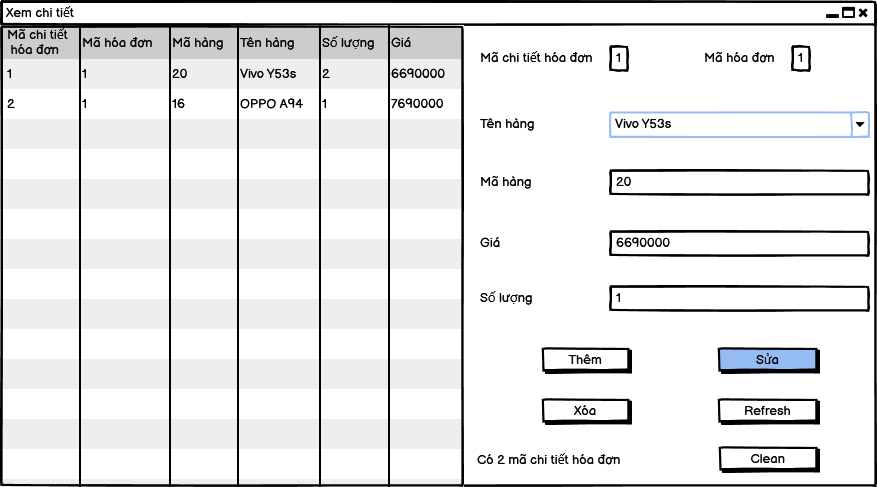 Xem chi tiết
Mã chi tiết hóa đơn
Mã hóa đơn
Mã hàng
Tên hàng
Số lượng
Giá
1 1 20 Vivo Y53s 2 6690000
2 1 16 OPPO A94 1 7690000
Mã chi tiết hóa đơn 1 Mã hóa đơn 1
Tên hàng Vivo Y53s
Mã hàng 20
Giá 6690000
Số lượng 1
Thêm Sửa
Xóa Refresh
Có 2 mã chi tiết hóa đơn Clean